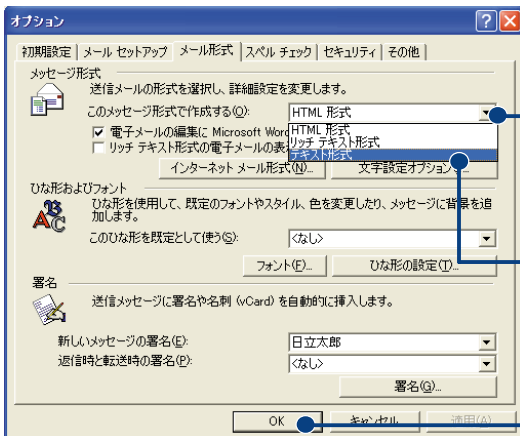 オプション
初期設定 メール セットアップ メール形式 スペル チェック セキュリティ その他
メッセージ形式
送信メールの形式を選択し、詳細設定を変更します。
このメッセージ形式で作成する(O): HTML 形式
電子メールの編集に Microsoft Wor
HTML 形式
リッチ テキスト形式の電子メールの表
リッチ テキスト形式
テキスト形式
インターネット メール形式(N)... 文字設定オプション
ひな形およびフォント
ひな形を使用して、既定のフォントやスタイル、色を変更したり、メッセージに背景を追
加します。
このひな形を既定として使う(S): <なし>
フォント(F)... ひな形の設定(T)...
署名
送信メッセージに署名や名刺 (vCard) を自動的に挿入します。
新しいメッセージの署名(E): 日立太郎
返信時と転送時の署名(P): <なし>
署名(G)...
OK キャンセル 適用(A)